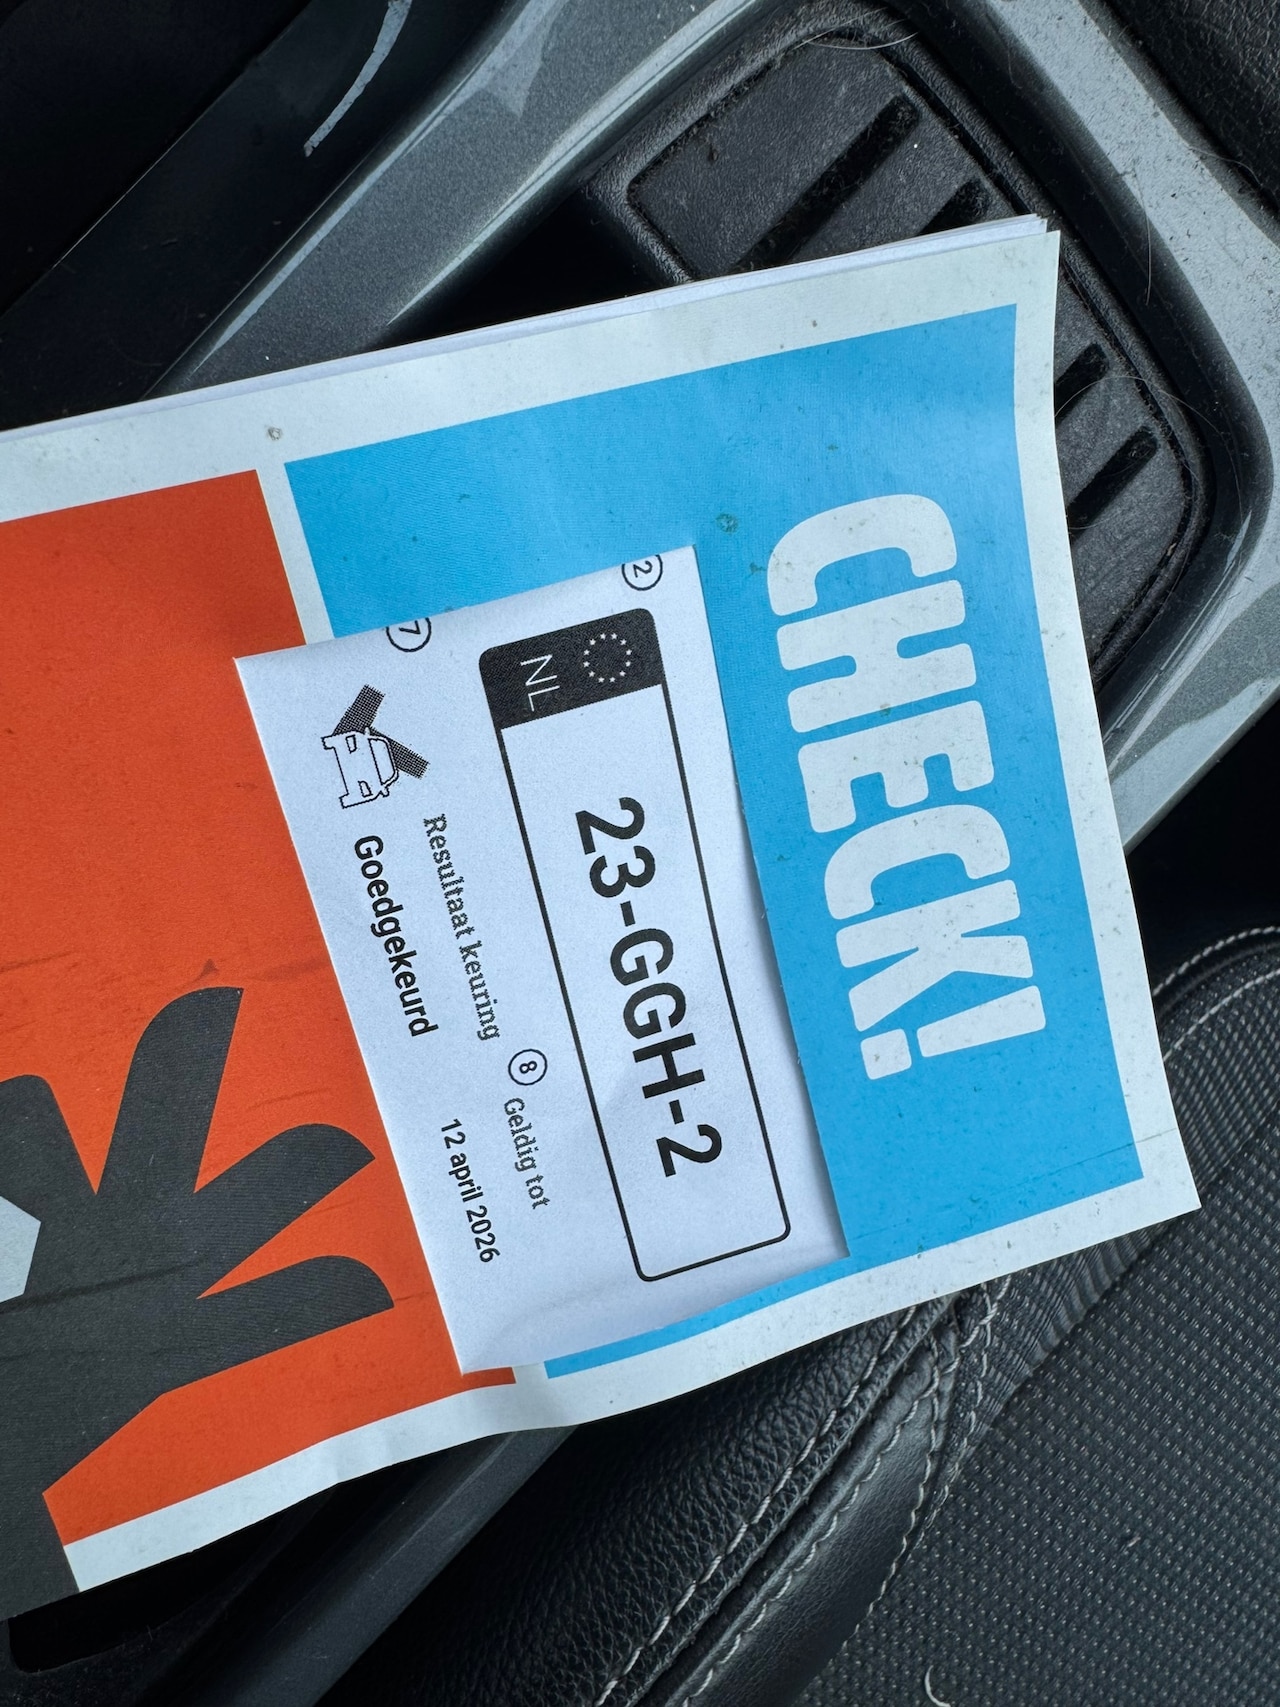 CHECK!
2
NL
23-GGH-2
7
Resultaat keuring
Goedgekeurd
8 Geldig tot
12 april 2026